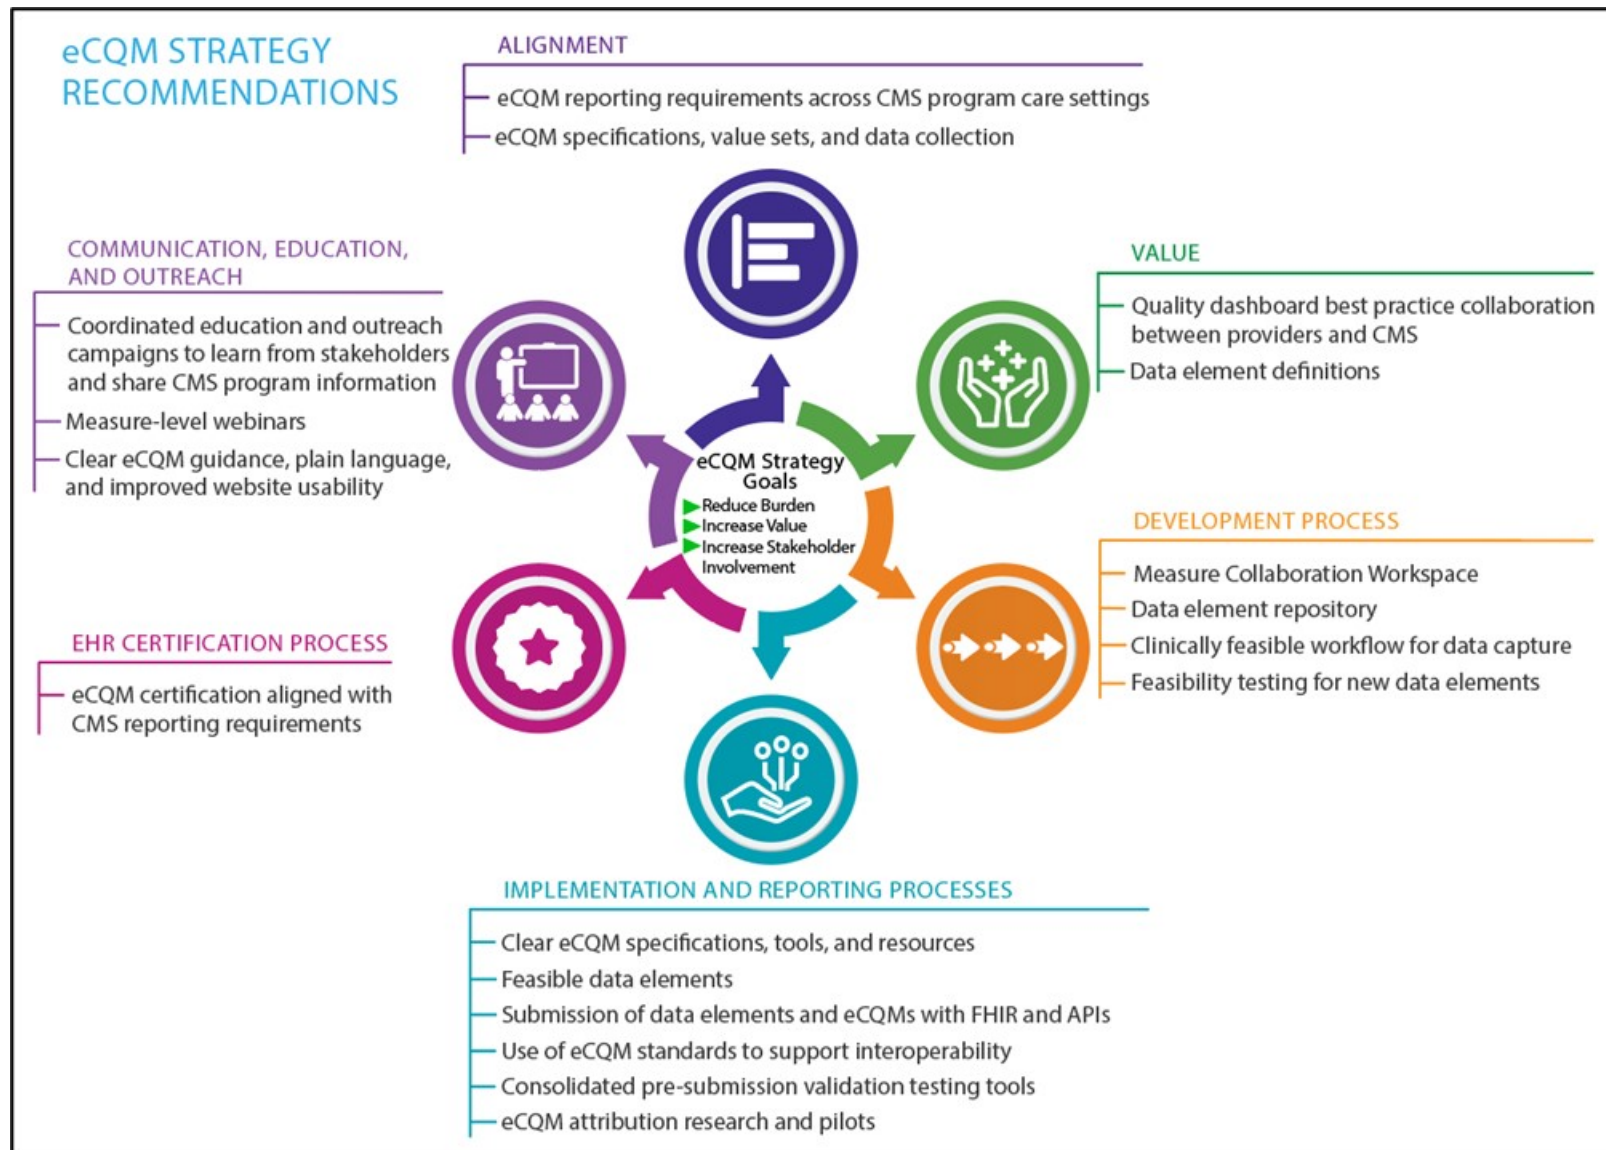 eCQM STRATEGY
RECOMMENDATIONS
ALIGNMENT
eCQM reporting requirements across CMS program care settings
eCQM specifications, value sets, and data collection
COMMUNICATION, EDUCATION,
AND OUTREACH
Coordinated education and outreach
campaigns to learn from stakeholders
and share CMS program information
Measure-level webinars
Clear eCQM guidance, plain language,
and improved website usability
VALUE
Quality dashboard best practice collaboration
between providers and CMS
Data element definitions
eCQM Strategy
Goals
Reduce Burden
Increase Value
Increase Stakeholder
Involvement
DEVELOPMENT PROCESS
Measure Collaboration Workspace
Data element repository
Clinically feasible workflow for data capture
Feasibility testing for new data elements
EHR CERTIFICATION PROCESS
eCQM certification aligned with
CMS reporting requirements
IMPLEMENTATION AND REPORTING PROCESSES
Clear eCQM specifications, tools, and resources
Feasible data elements
Submission of data elements and eCQMs with FHIR and APIs
Use of eCQM standards to support interoperability
Consolidated pre-submission validation testing tools
eCQM attribution research and pilots